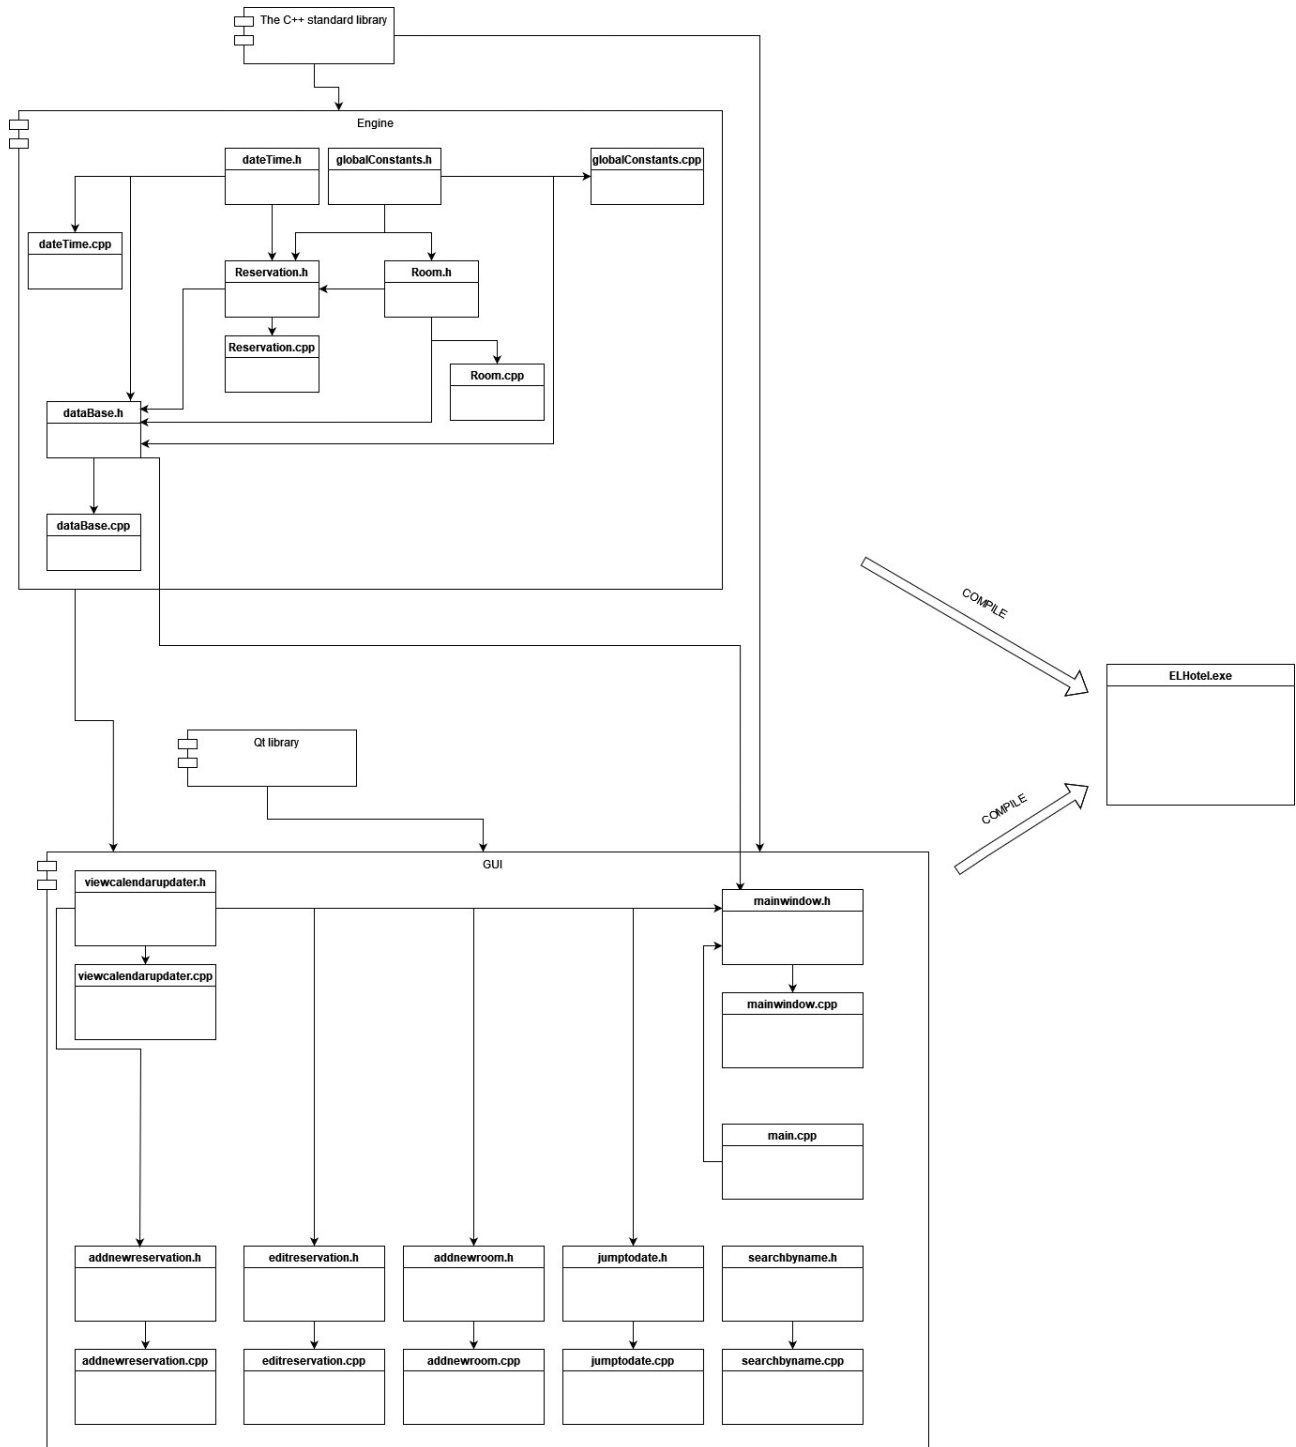 The C++ standard library
Engine
dateTime.h
globalConstants.h
globalConstants.cpp
dateTime.cpp
Reservation.h
Room.h
Reservation.cpp
Room.cpp
dataBase.h
dataBase.cpp
COMPILE
ELHotel.exe
Qt library
COMPILE
GUI
viewcalendarupdater.h
mainwindow.h
viewcalendarupdater.cpp
mainwindow.cpp
main.cpp
addnewreservation.h
editreservation.h
addnewroom.h
jumptodate.h
searchbyname.h
addnewreservation.cpp
editreservation.cpp
addnewroom.cpp
jumptodate.cpp
searchbyname.cpp